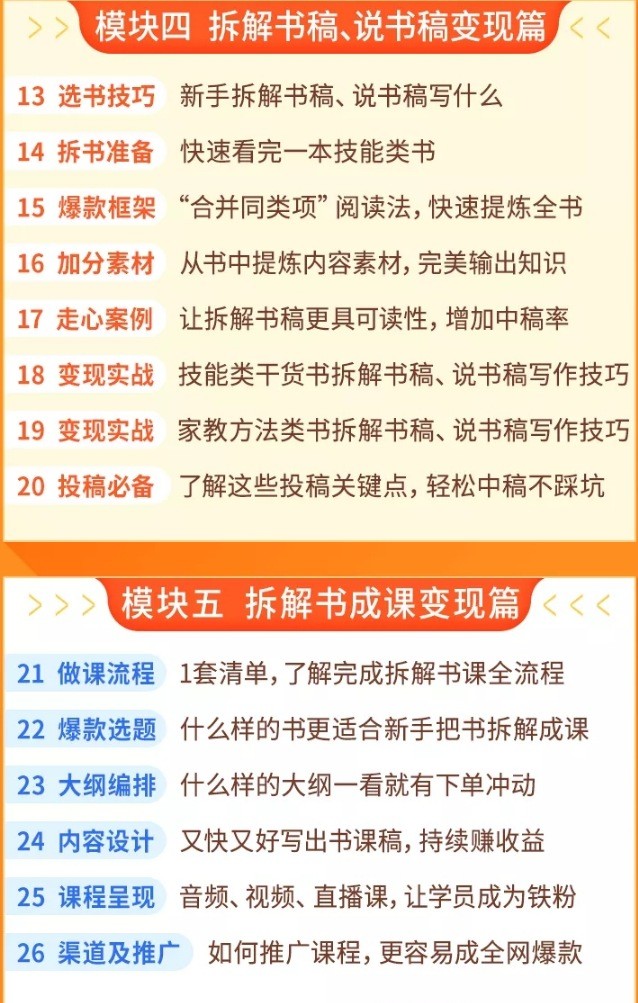 模块四 拆解书稿、说书稿变现篇
13 选书技巧 新手拆解书稿、说书稿写什么
14 拆书准备 快速看完一本技能类书
15 爆款框架 “合并同类项”阅读法,快速提炼全书
16 加分素材 从书中提炼内容素材,完美输出知识
17 走心案例 让拆解书稿更具可读性,增加中稿率
18 变现实战 技能类干货书拆解书稿、说书稿写作技巧
19 变现实战 家教方法类书拆解书稿、说书稿写作技巧
20 投稿必备 了解这些投稿关键点,轻松中稿不踩坑
模块五 拆解书成课变现篇
21 做课流程 1套清单,了解完成拆解书课全流程
22 爆款选题 什么样的书更适合新手把书拆解成课
23 大纲编排 什么样的大纲一看就有下单冲动
24 内容设计 又快又好写出书课稿,持续赚收益
25 课程呈现 音频、视频、直播课,让学员成为铁粉
26 渠道及推广 如何推广课程,更容易成全网爆款